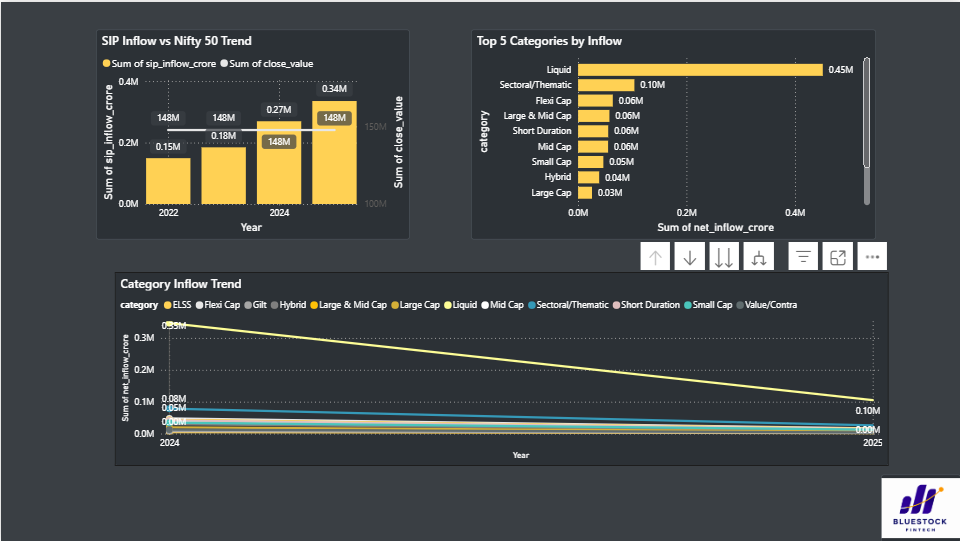 SIP Inflow vs Nifty 50 Trend
Sum of sip_inflow_crore Sum of close_value
Sum of sip_inflow_crore
0.4M
0.2M
0.0M
148M
148M
0.27M
0.34M
148M
148M
0.15M
0.18M
150M
100M
Sum of close_value
2022
2024
Year
Top 5 Categories by Inflow
category
Liquid 0.45M
Sectoral/Thematic 0.10M
Flexi Cap 0.06M
Large & Mid Cap 0.06M
Short Duration 0.06M
Mid Cap 0.06M
Small Cap 0.05M
Hybrid 0.04M
Large Cap 0.03M
0.0M 0.2M 0.4M
Sum of net_inflow_crore
Category Inflow Trend
category ELSS Flexi Cap Gilt Hybrid Large & Mid Cap Large Cap Liquid Mid Cap Sectoral/Thematic Short Duration Small Cap Value/Contra
Sum of net_inflow_crore
0.3M
0.2M
0.1M
0.0M
0.35M
0.08M
0.05M
0.00M
0.10M
0.00M
2024
2025
Year
BLUESTOCK
FINTECH